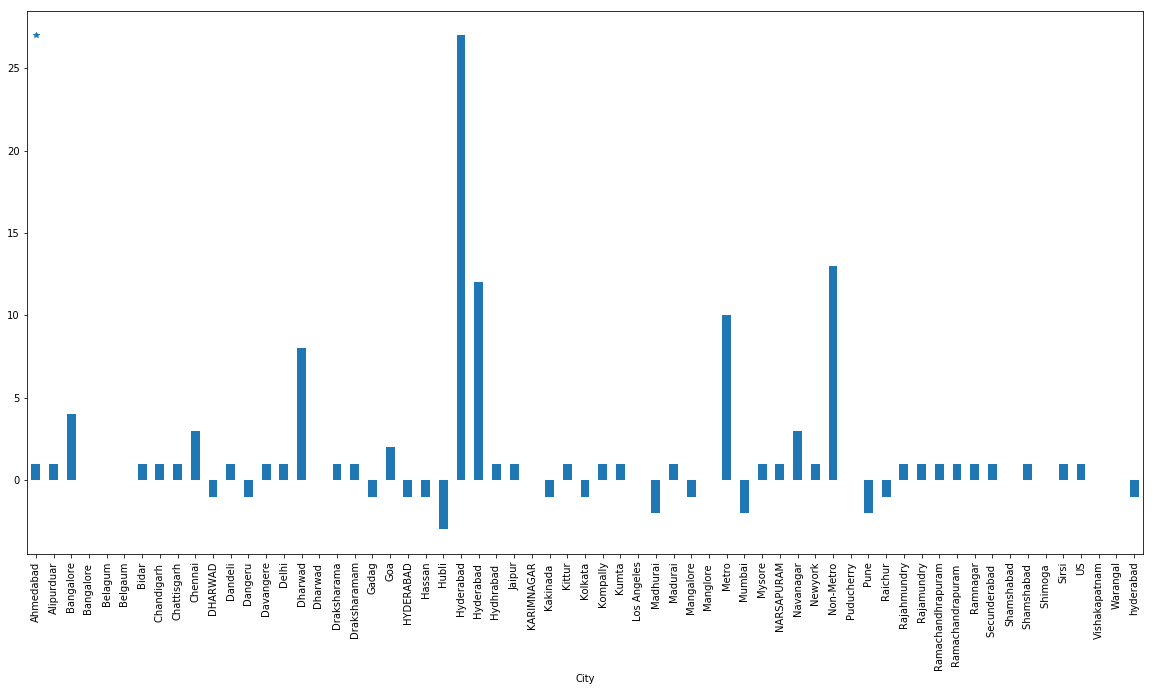 25
20
15
10
5
0
Ahmedabad
Alipurduar
Bangalore
Bangalore
Belagum
Belgaum
Bidar
Chandigarh
Chattisgarh
Chennai
DHARWAD
Dandeli
Dangeru
Davangere
Delhi
Dharwad
Dharwad
Draksharama
Draksharamam
Gadag
Goa
HYDERABAD
Hassan
Hubli
Hyderabad
Hyderabad
Hydhrabad
Jaipur
KARIMNAGAR
Kakinada
Kittur
Kolkata
Kompally
Kumta
Los Angeles
Madhurai
Madurai
Mangalore
Manglore
Metro
Mumbai
Mysore
NARSAPURAM
Navanagar
Newyork
Non-Metro
Puducherry
Pune
Raichur
Rajahmundry
Rajamundry
Ramachandhrapuram
Ramachandrapuram
Ramnagar
Secunderabad
Shamshabad
Shamshabad
Shimoga
Sirsi
US
Vishakapatnam
Warangal
hyderabad
City